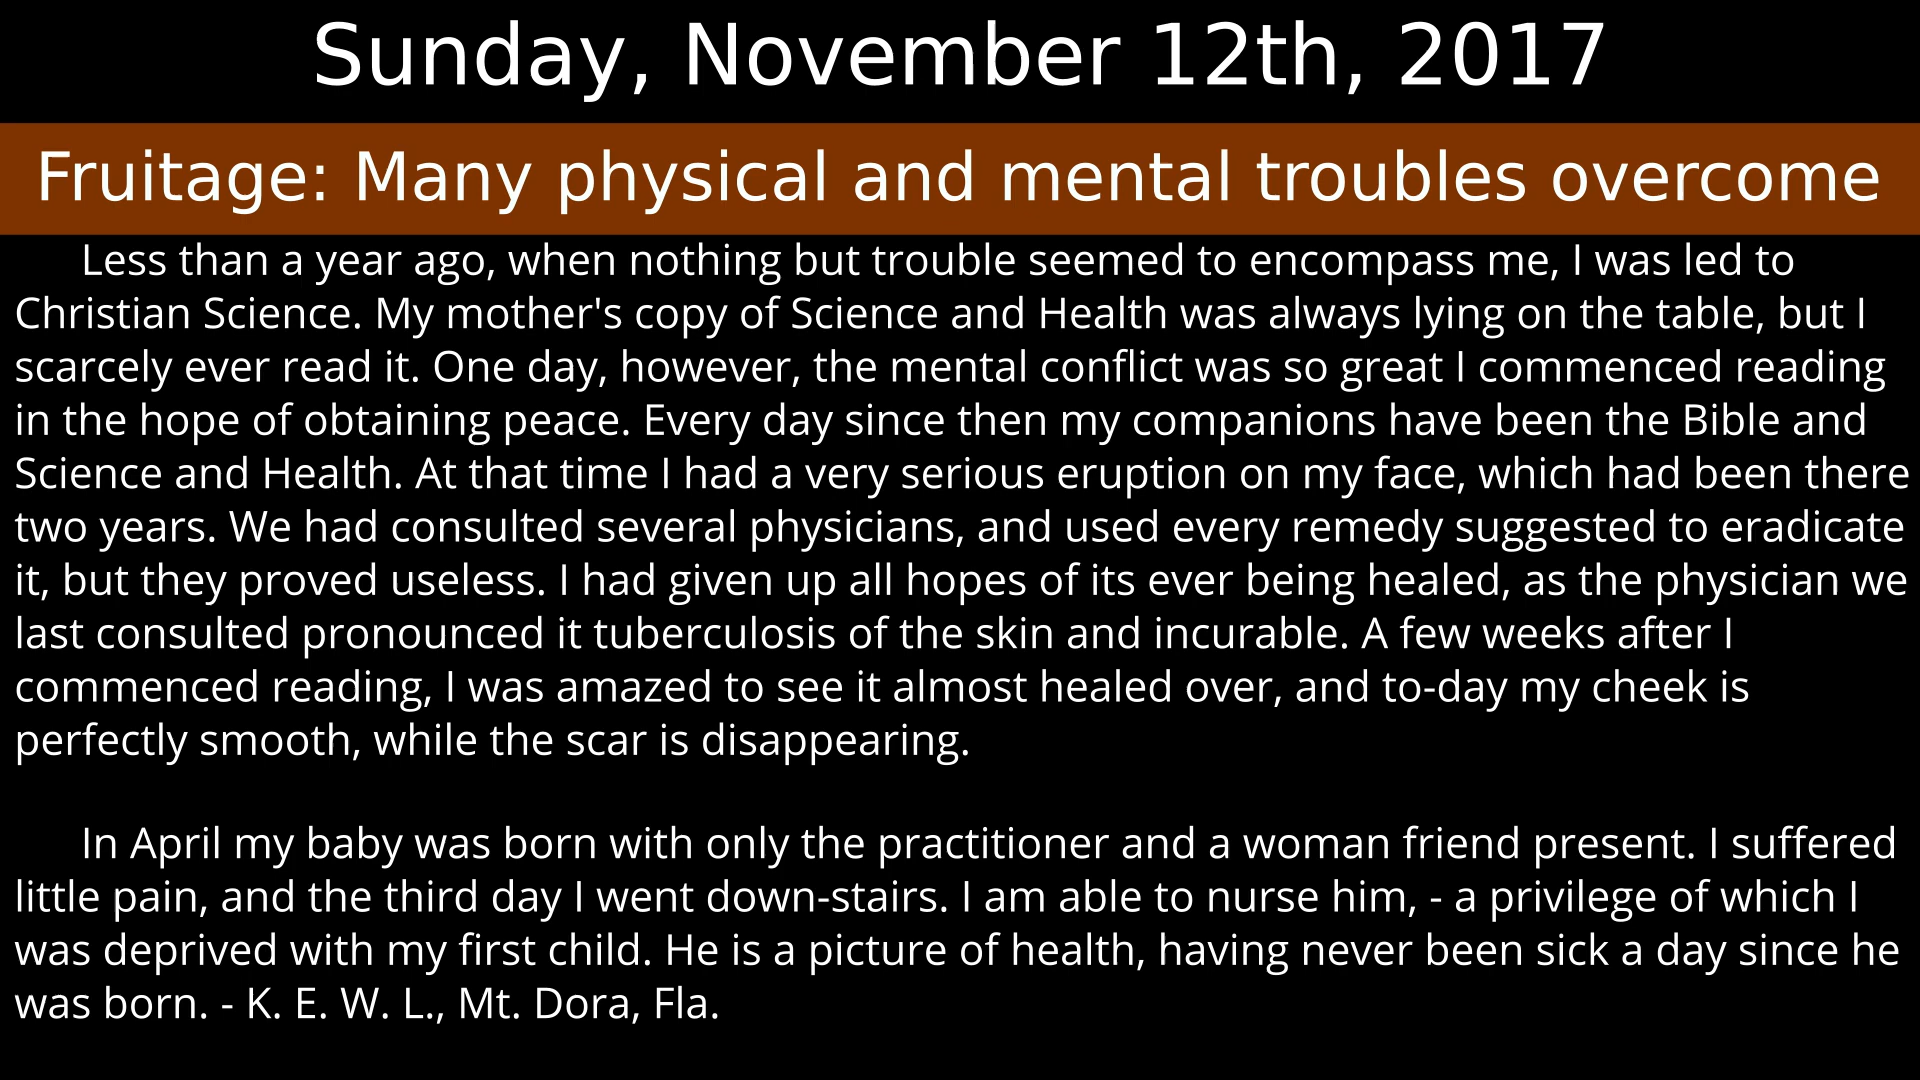 Sunday, November 12th, 2017
Fruitage: Many physical and mental troubles overcome
Less than a year ago, when nothing but trouble seemed to encompass me, I was led to
Christian Science. My mother's copy of Science and Health was always lying on the table, but I
scarcely ever read it. One day, however, the mental conflict was so great I commenced reading
in the hope of obtaining peace. Every day since then my companions have been the Bible and
Science and Health. At that time I had a very serious eruption on my face, which had been there
two years. We had consulted several physicians, and used every remedy suggested to eradicate
it, but they proved useless. I had given up all hopes of its ever being healed, as the physician we
last consulted pronounced it tuberculosis of the skin and incurable. A few weeks after I
commenced reading, I was amazed to see it almost healed over, and to-day my cheek is
perfectly smooth, while the scar is disappearing.
In April my baby was born with only the practitioner and a woman friend present. I suffered
little pain, and the third day I went down-stairs. I am able to nurse him, - a privilege of which I
was deprived with my first child. He is a picture of health, having never been sick a day since he
was born. - K. E. W. L., Mt. Dora, Fla.